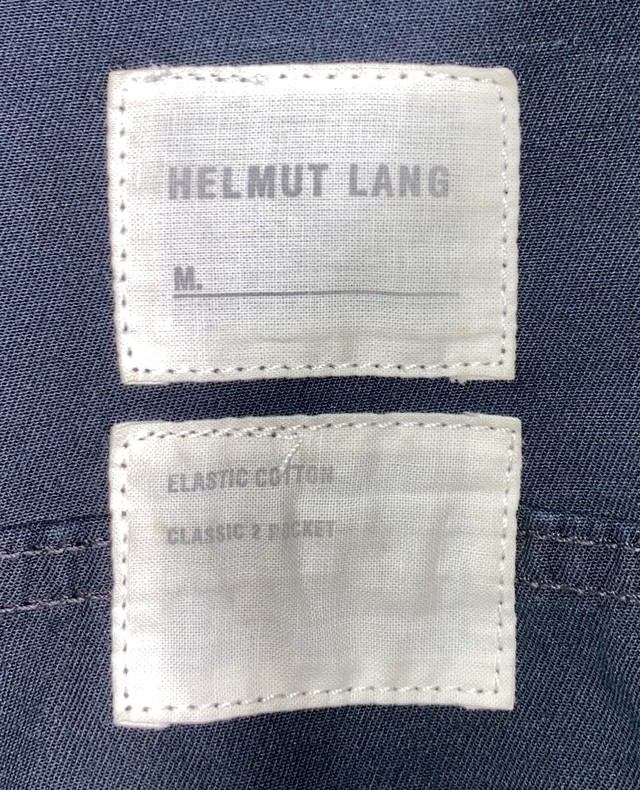 HELMUT LANG
M.
ELASTIC COTTON
CLASSIC 2 POCKET